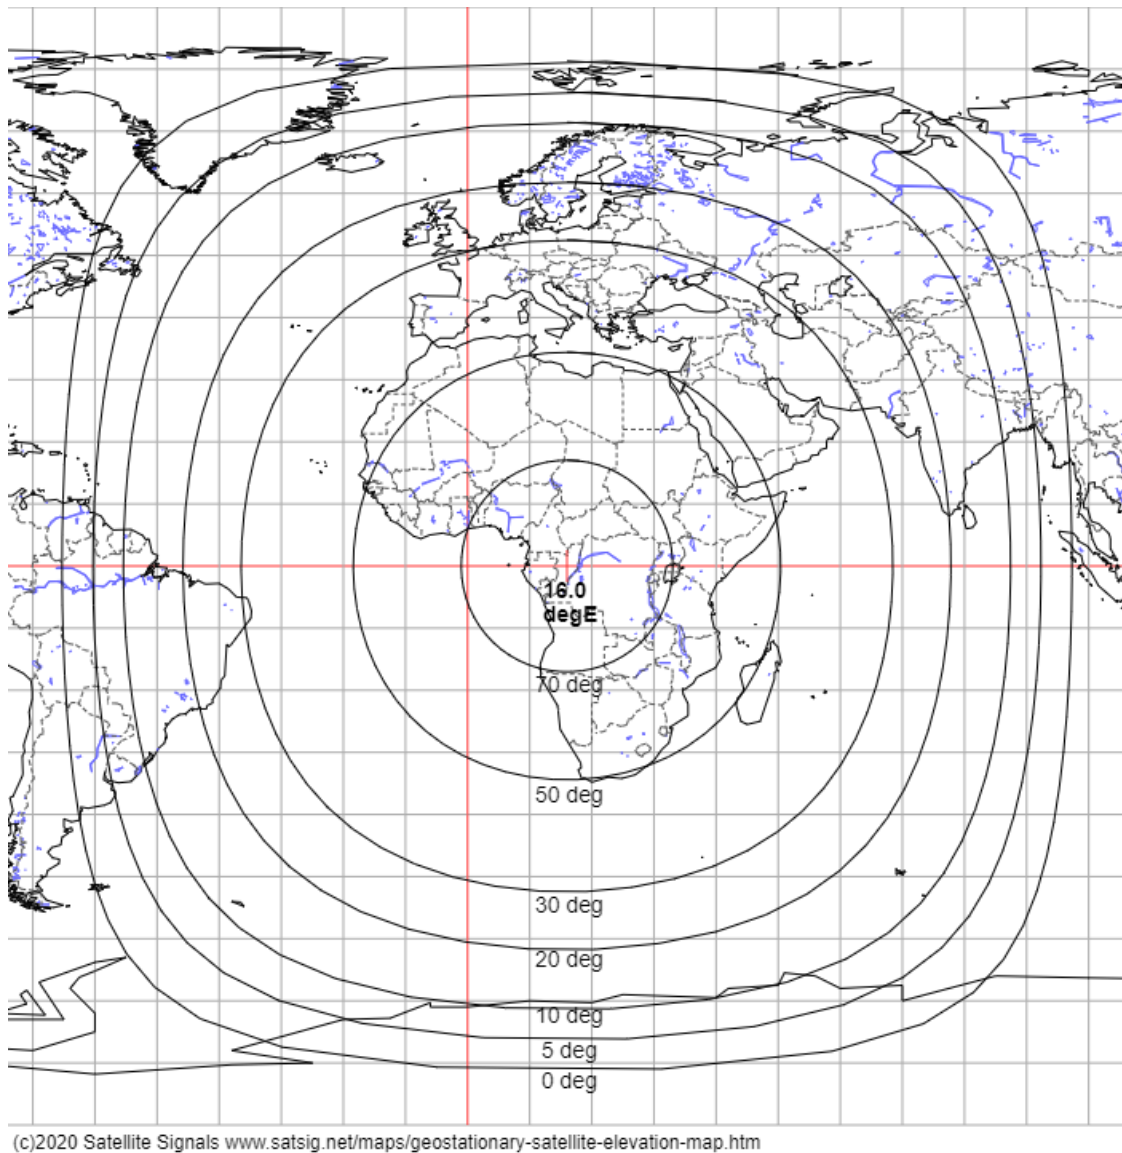 16.0
degE
70 deg
50 deg
30 deg
20 deg
10 deg
5 deg
0 deg
(c)2020 Satellite Signals www.satsig.net/maps/geostationary-satellite-elevation-map.htm